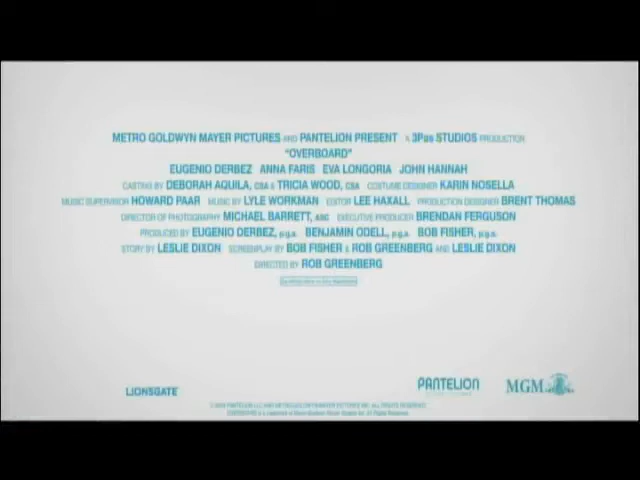 METRO GOLDWYN MAYER PICTURES AND PANTELION PRESENT A 3Pas STUDIOS PRODUCTION
"OVERBOARD"
EUGENIO DERBEZ ANNA FARIS EVA LONGORIA JOHN HANNAH
CASTING BY DEBORAH AQUILA, CSA & TRICIA WOOD, CSA COSTUME DESIGNER KARIN NOSELLA
MUSIC SUPERVISOR HOWARD PAAR MUSIC BY LYLE WORKMAN EDITOR LEE HAXALL PRODUCTION DESIGNER BRENT THOMAS
DIRECTOR OF PHOTOGRAPHY MICHAEL BARRETT, ASC EXECUTIVE PRODUCER BRENDAN FERGUSON
PRODUCED BY EUGENIO DERBEZ, p.g.a. BENJAMIN ODELL, p.g.a. BOB FISHER, p.g.a.
STORY BY LESLIE DIXON SCREENPLAY BY BOB FISHER & ROB GREENBERG AND LESLIE DIXON
DIRECTED BY ROB GREENBERG
LIONSGATE
PANTELION
MGM